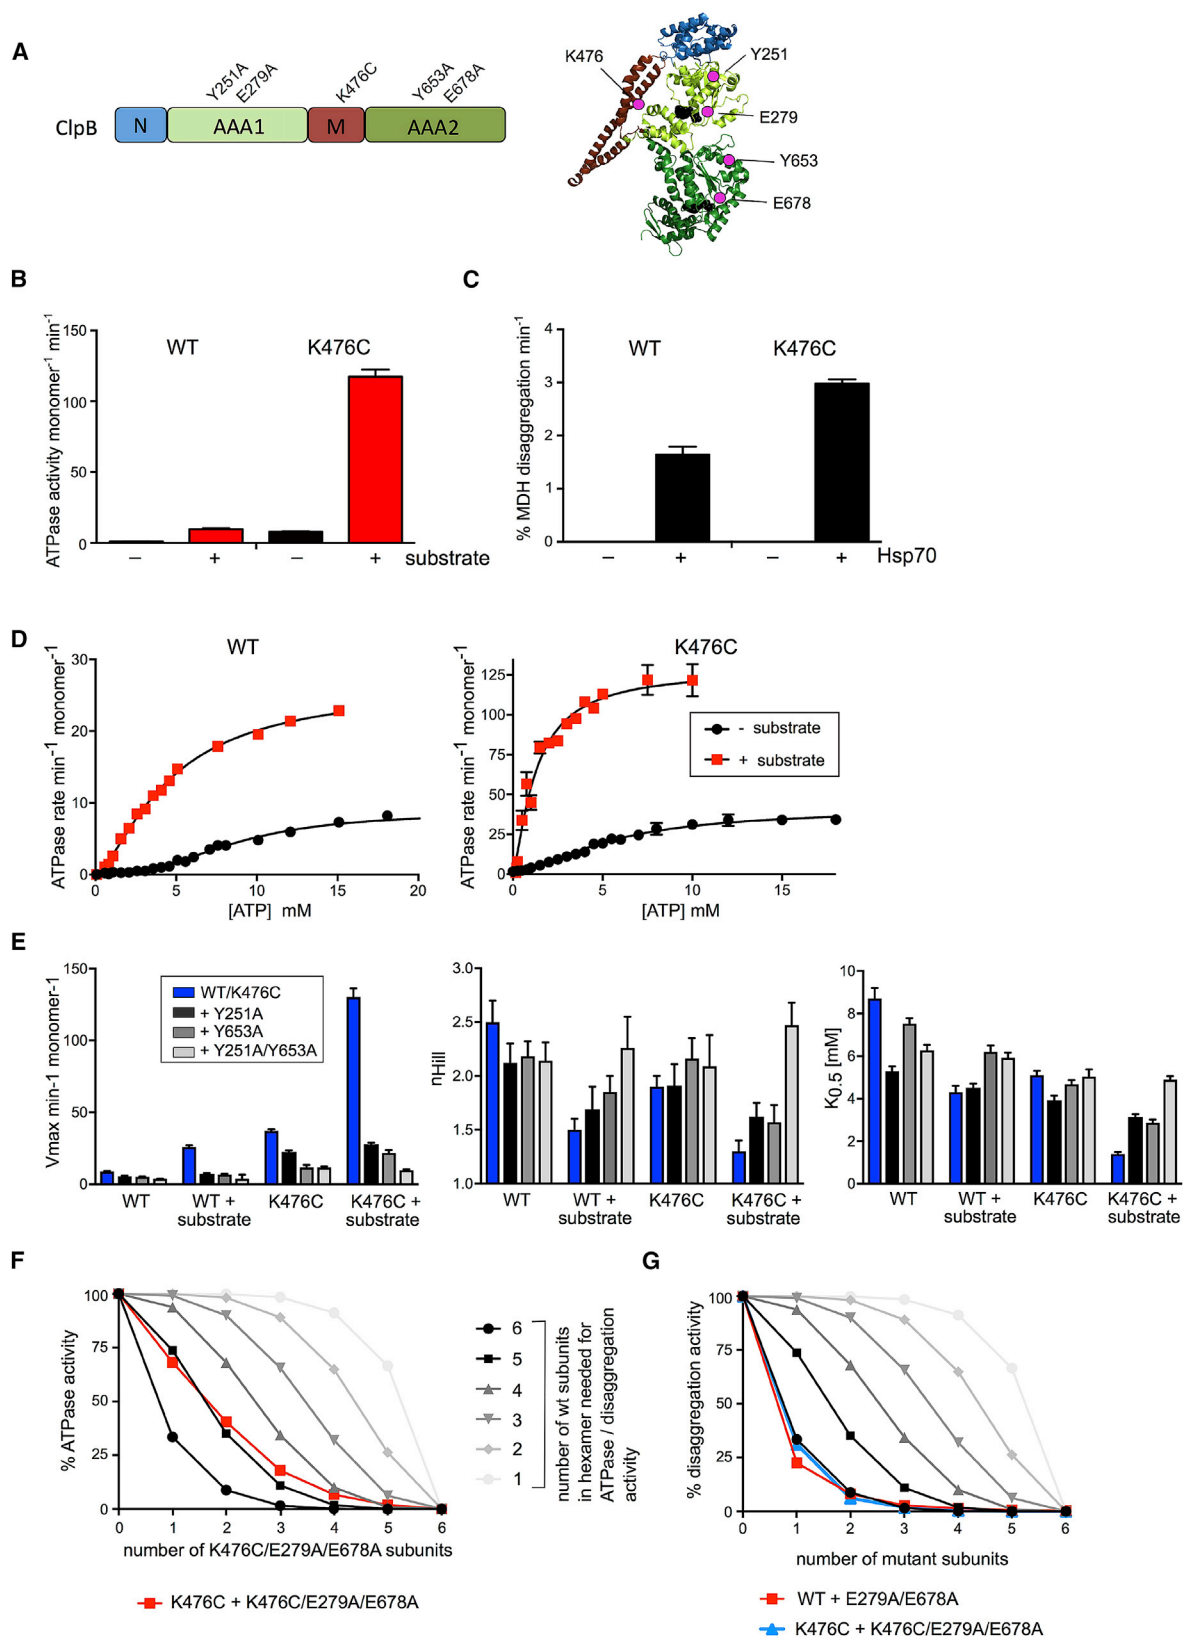 A
Y251A
E279A
K476C
Y653A
E678A
ClpB
N
AAA1
M
AAA2
K476
Y251
E279
Y653
E678
B
ATPase activity monomer⁻¹ min⁻¹
150
100
50
0
WT
K476C
– + – + substrate
C
% MDH disaggregation min⁻¹
4
3
2
1
0
WT
K476C
– + – + Hsp70
D
WT
ATPase rate min⁻¹ monomer⁻¹
30
20
10
0
0 5 10 15 20
[ATP] mM
K476C
ATPase rate min⁻¹ monomer⁻¹
125
100
75
50
25
0
0 5 10 15
[ATP] mM
- substrate
+ substrate
E
Vmax min-1 monomer-1
150
100
50
0
WT/K476C
+ Y251A
+ Y653A
+ Y251A/Y653A
WT
WT +
substrate
K476C
K476C +
substrate
nHill
3.0
2.5
2.0
1.5
1.0
WT
WT +
substrate
K476C
K476C +
substrate
K0.5 [mM]
10
8
6
4
2
0
WT
WT +
substrate
K476C
K476C +
substrate
F
% ATPase activity
100
75
50
25
0
0 1 2 3 4 5 6
number of K476C/E279A/E678A subunits
K476C + K476C/E279A/E678A
6
5
4
3
2
1
number of wt subunits
in hexamer needed for
ATPase / disaggregation
activity
G
% disaggregation activity
100
75
50
25
0
0 1 2 3 4 5 6
number of mutant subunits
WT + E279A/E678A
K476C + K476C/E279A/E678A